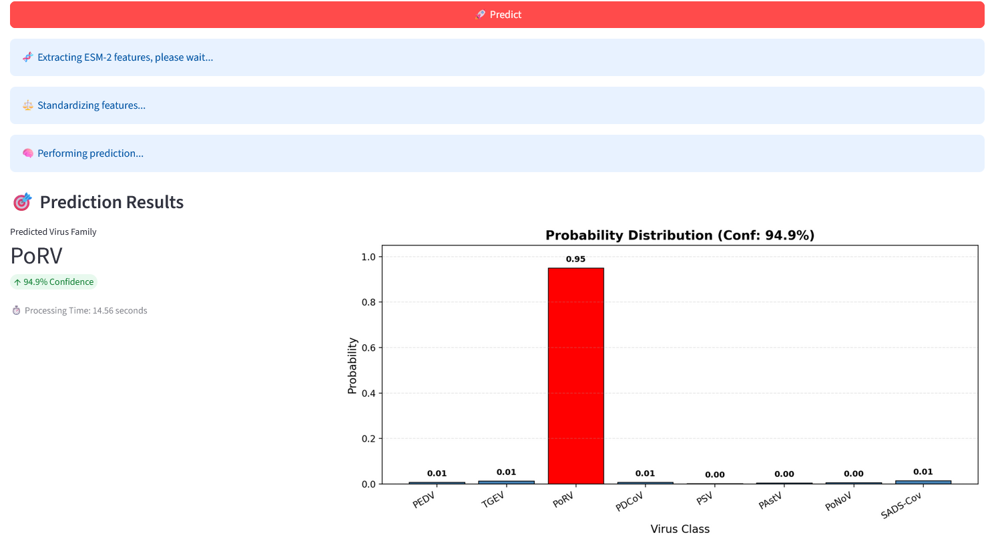 🚀 Predict
🧬 Extracting ESM-2 features, please wait...
⚖️ Standardizing features...
🧠 Performing prediction...
🎯 Prediction Results
Predicted Virus Family
PoRV
↑ 94.9% Confidence
⏱️ Processing Time: 14.56 seconds
Probability Distribution (Conf: 94.9%)
Probability
1.0
0.8
0.6
0.4
0.2
0.0
0.01
0.01
0.95
0.01
0.00
0.00
0.00
0.01
PEDV
TGEV
PoRV
PDCoV
PSV
PAstV
PoNoV
SADS-Cov
Virus Class